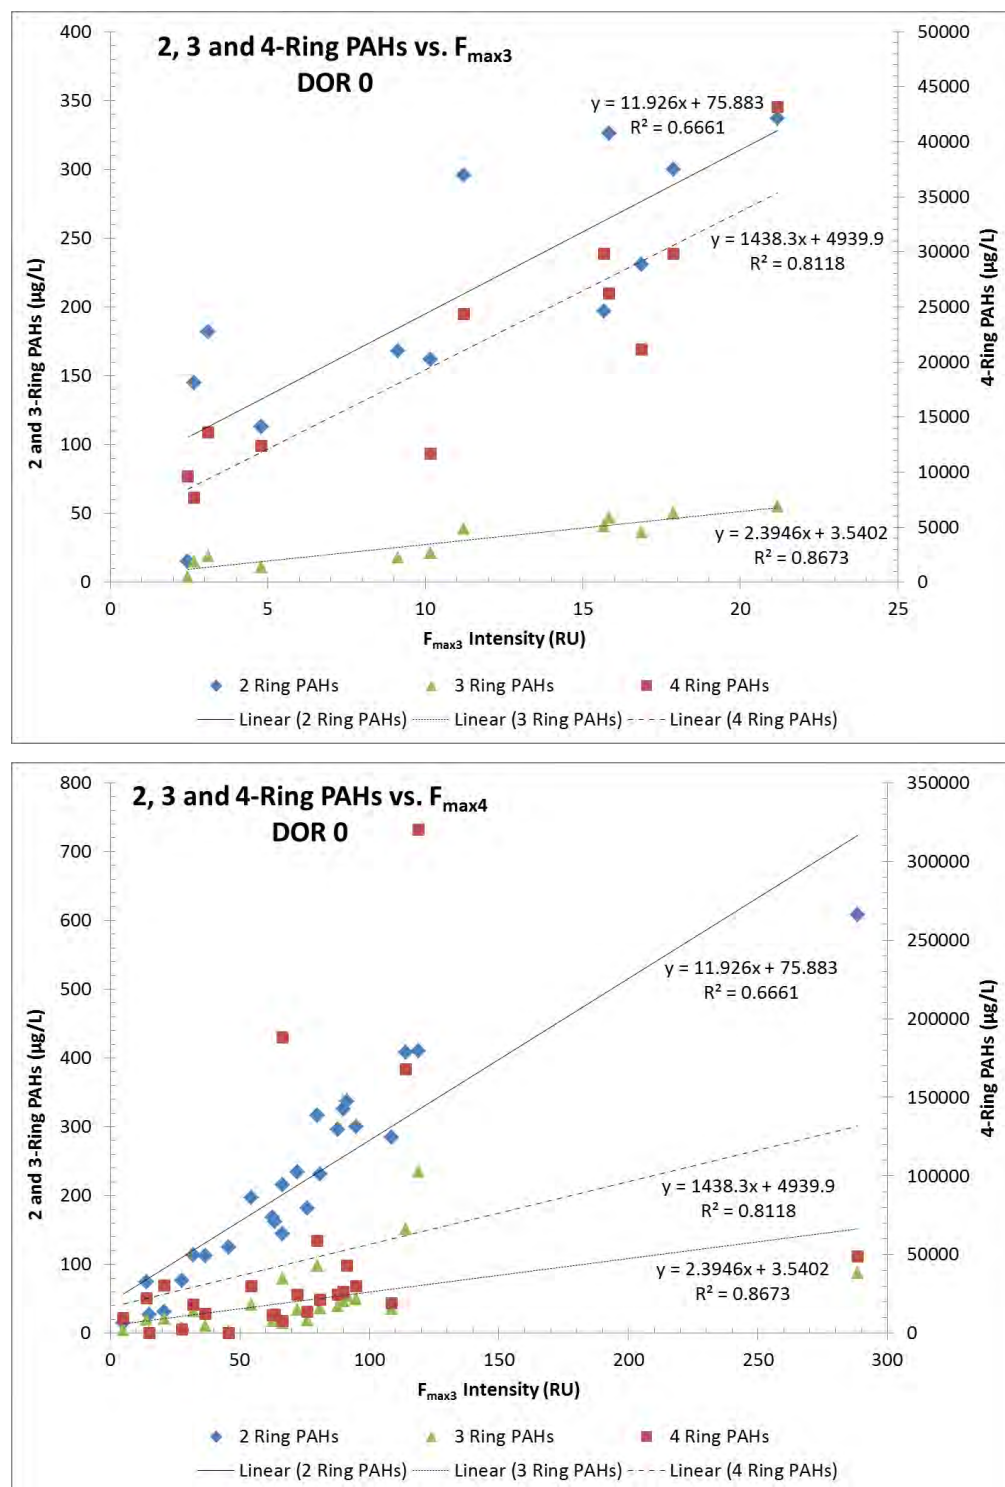 2, 3 and 4-Ring PAHs vs. Fmax3
DOR 0
400
350
300
250
200
150
100
50
0
2 and 3-Ring PAHs (µg/L)
50000
45000
40000
35000
30000
25000
20000
15000
10000
5000
0
4-Ring PAHs (µg/L)
y = 11.926x + 75.883
R² = 0.6661
y = 1438.3x + 4939.9
R² = 0.8118
y = 2.3946x + 3.5402
R² = 0.8673
0 5 10 15 20 25
Fmax3 Intensity (RU)
2 Ring PAHs 3 Ring PAHs 4 Ring PAHs
Linear (2 Ring PAHs) Linear (3 Ring PAHs) Linear (4 Ring PAHs)
2, 3 and 4-Ring PAHs vs. Fmax4
DOR 0
800
700
600
500
400
300
200
100
0
2 and 3-Ring PAHs (µg/L)
350000
300000
250000
200000
150000
100000
50000
0
4-Ring PAHs (µg/L)
y = 11.926x + 75.883
R² = 0.6661
y = 1438.3x + 4939.9
R² = 0.8118
y = 2.3946x + 3.5402
R² = 0.8673
0 50 100 150 200 250 300
Fmax3 Intensity (RU)
2 Ring PAHs 3 Ring PAHs 4 Ring PAHs
Linear (2 Ring PAHs) Linear (3 Ring PAHs) Linear (4 Ring PAHs)